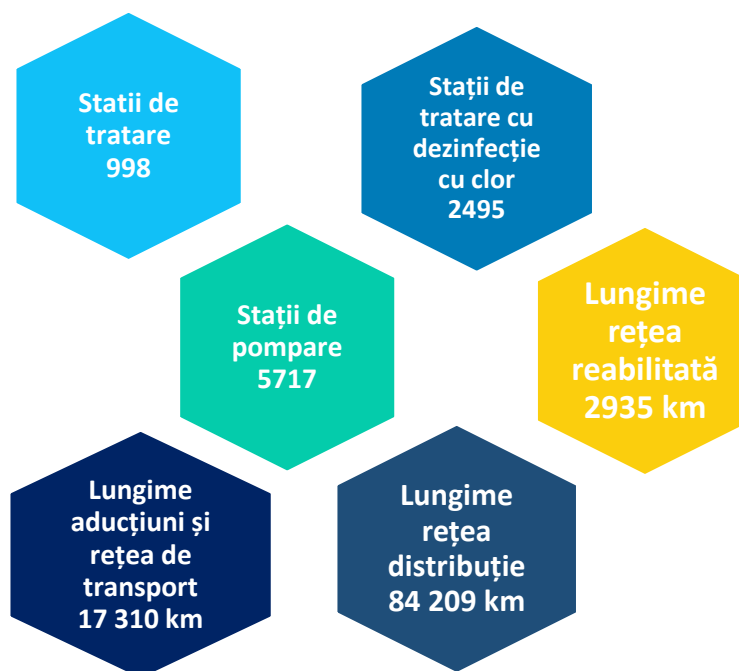 Statii de
tratare
998
Stații de
tratare cu
dezinfecție
cu clor
2495
Stații de
pompare
5717
Lungime
rețea
reabilitată
2935 km
Lungime
aducțiuni și
rețea de
transport
17 310 km
Lungime
rețea
distribuție
84 209 km